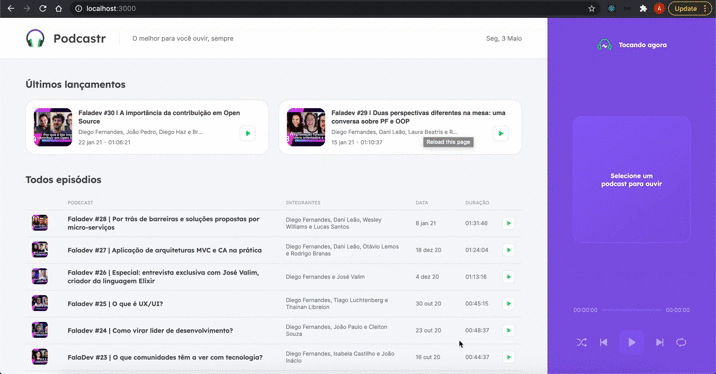 localhost:3000
Update
Podcastr
O melhor para você ouvir, sempre
Seg, 3 Maio
Tocando agora
Últimos lançamentos
Faladev #30 | A importância da contribuição em Open
Source
Diego Fernandes, João Pedro, Diego Haz e Br...
22 jan 21 - 01:06:21
Faladev #29 | Duas perspectivas diferentes na mesma: uma
conversa sobre PF e OOP
Diego Fernandes, Dani Leão, Laura Beatris e R...
15 jan 21 - 01:10:37
Reload this page
Selecione um
podcast para ouvir
Todos episódios
PODCAST INTEGRANTES DATA DURAÇÃO
Faladev #28 | Por trás de barreiras e soluções propostas por
micro-serviços
Diego Fernandes, Dani Leão, Wesley
Williams e Lucas Santos
8 jan 21
01:31:46
Faladev #27 | Aplicação de arquiteturas MVC e CA na prática
Diego Fernandes, Dani Leão, Otávio Lemos
e Rodrigo Branas
18 dez 20
01:24:04
Faladev #26 | Especial: entrevista exclusiva com José Valim,
criador da linguagem Elixir
Diego Fernandes e José Valim
4 dez 20
01:13:16
Faladev #25 | O que é UX/UI?
Diego Fernandes, Tiago Luchtenberg e
Thainan Librelon
30 out 20
00:45:15
Faladev #24 | Como virar líder de desenvolvimento?
Diego Fernandes, João Paulo e Cleiton
Souza
23 out 20
00:48:37
FalaDev #23 | O que comunidades têm a ver com tecnologia?
Diego Fernandes, Isabela Castilho e João
Inácio
16 out 20
00:44:37
00:00:00
00:00:00